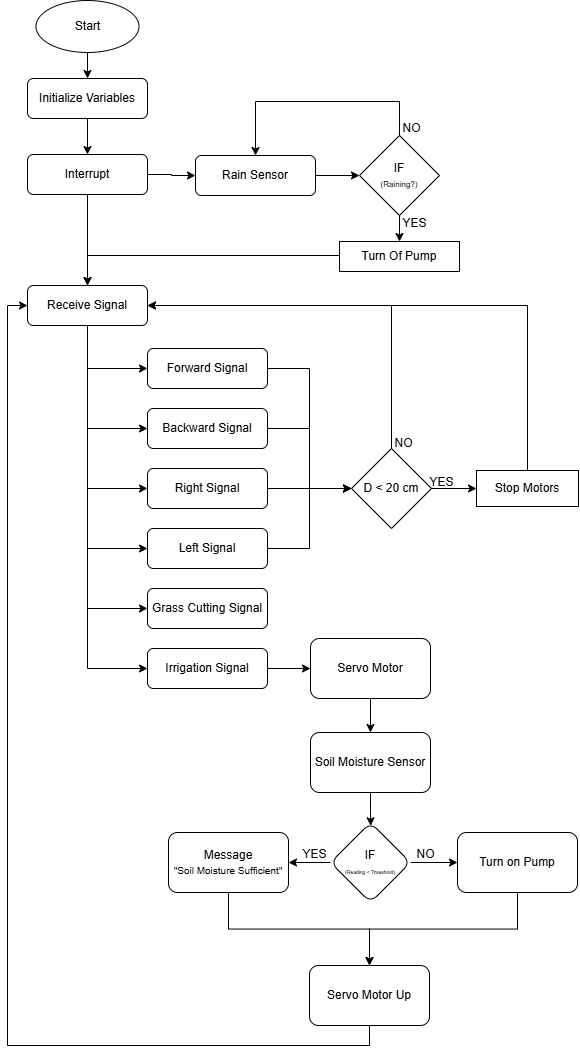 Start
Initialize Variables
Interrupt
Rain Sensor
IF
(Raining?)
NO
YES
Turn Of Pump
Receive Signal
Forward Signal
Backward Signal
Right Signal
Left Signal
Grass Cutting Signal
Irrigation Signal
NO
D < 20 cm
YES
Stop Motors
Servo Motor
Soil Moisture Sensor
IF
(Reading < Threshold)
YES
NO
Message
"Soil Moisture Sufficient"
Turn on Pump
Servo Motor Up